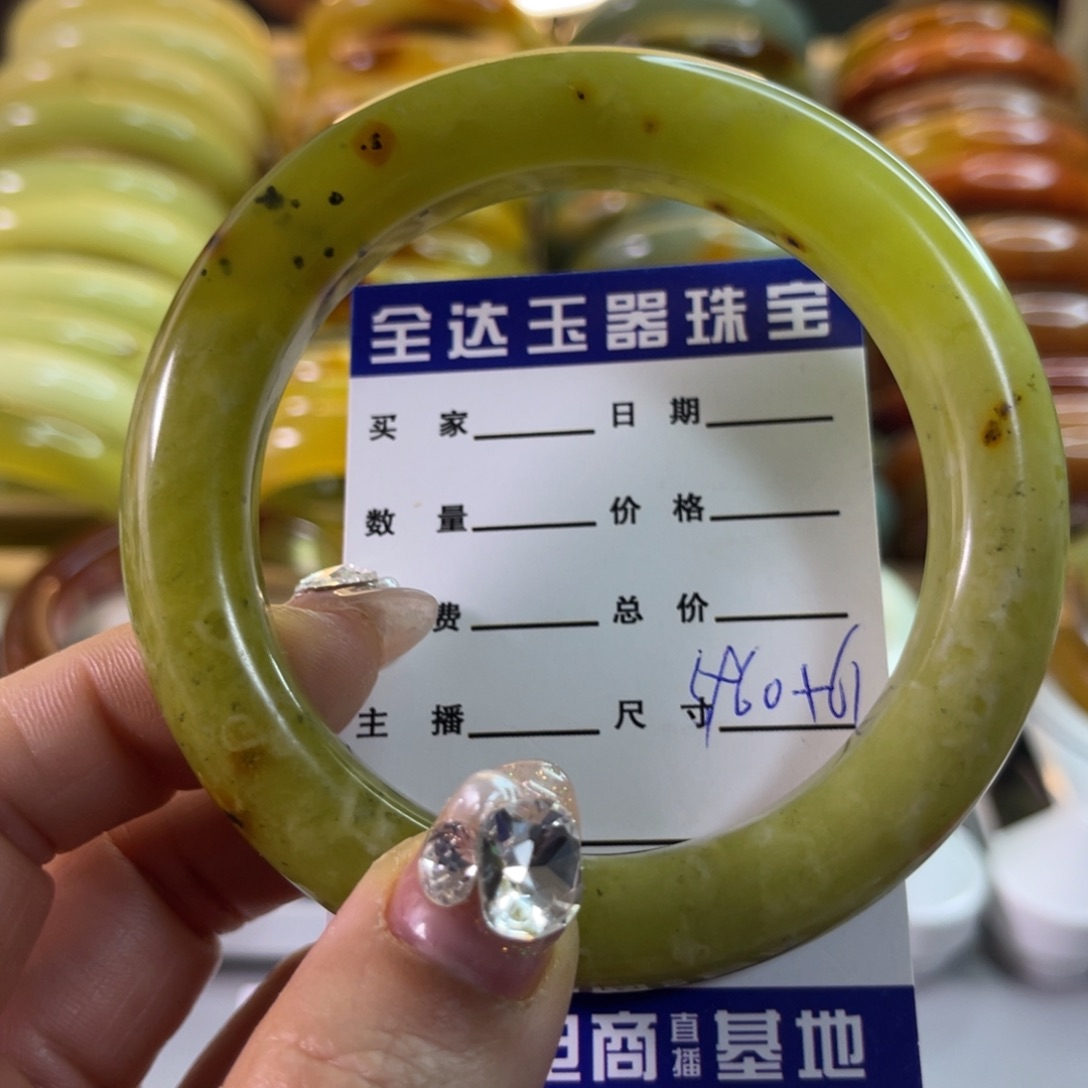 全达玉器珠宝
买 家 日 期
数 量 价 格
费 总 价
主 播 尺 寸
商直播基地